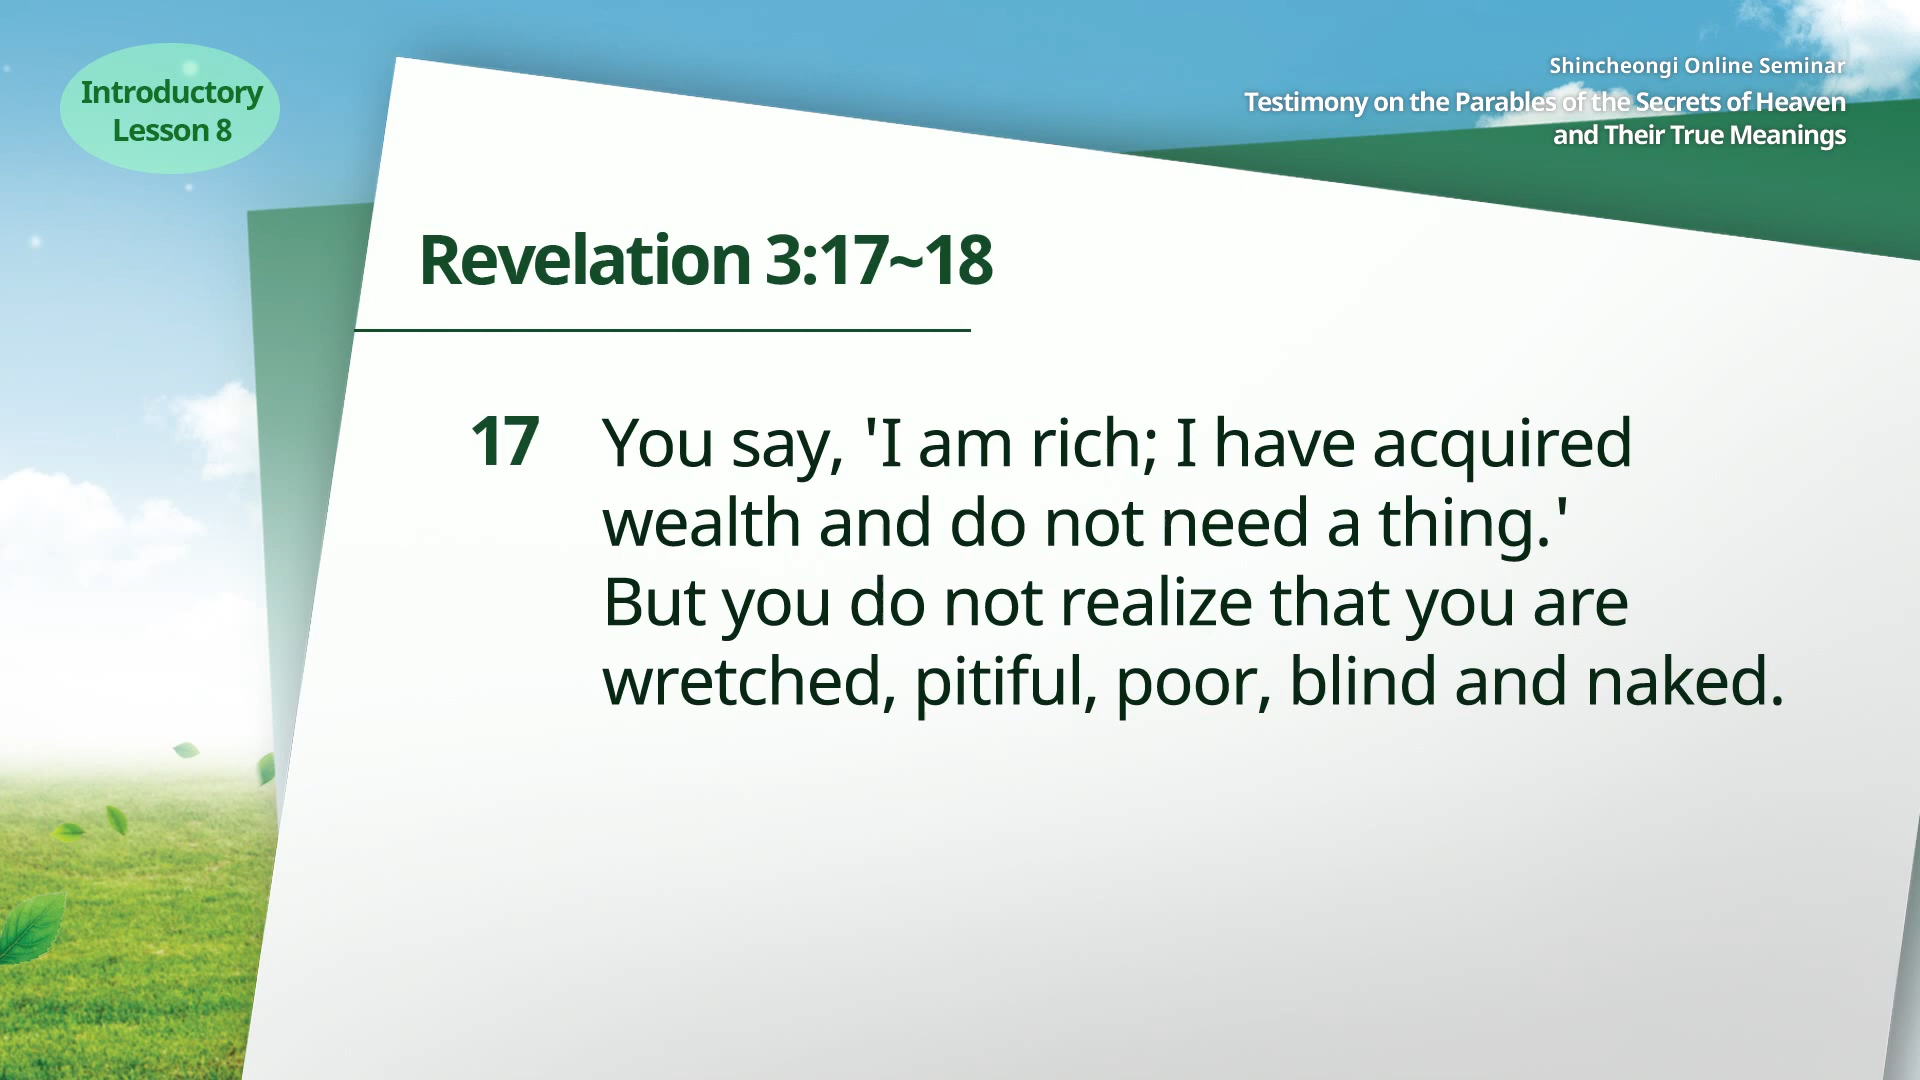 Introductory
Lesson 8
Shincheongi Online Seminar
Testimony on the Parables of the Secrets of Heaven
and Their True Meanings
Revelation 3:17~18
17 You say, 'I am rich; I have acquired
wealth and do not need a thing.'
But you do not realize that you are
wretched, pitiful, poor, blind and naked.